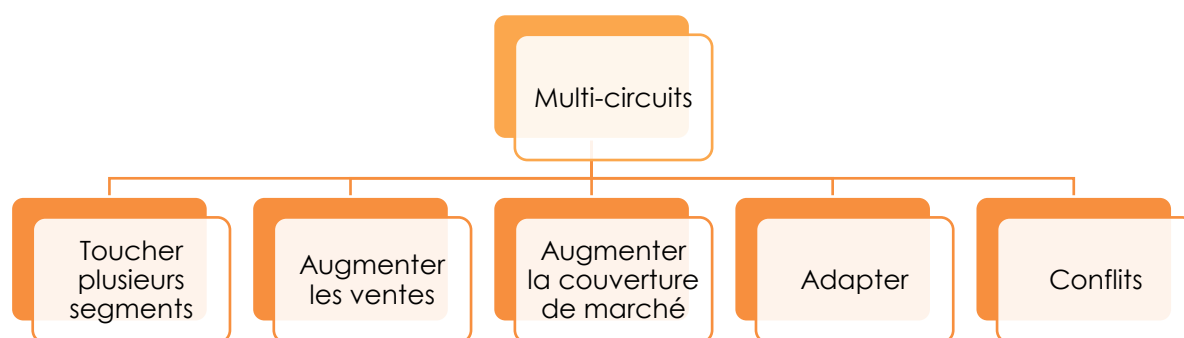 Multi-circuits
Toucher
plusieurs
segments
Augmenter
les ventes
Augmenter
la couverture
de marché
Adapter
Conflits